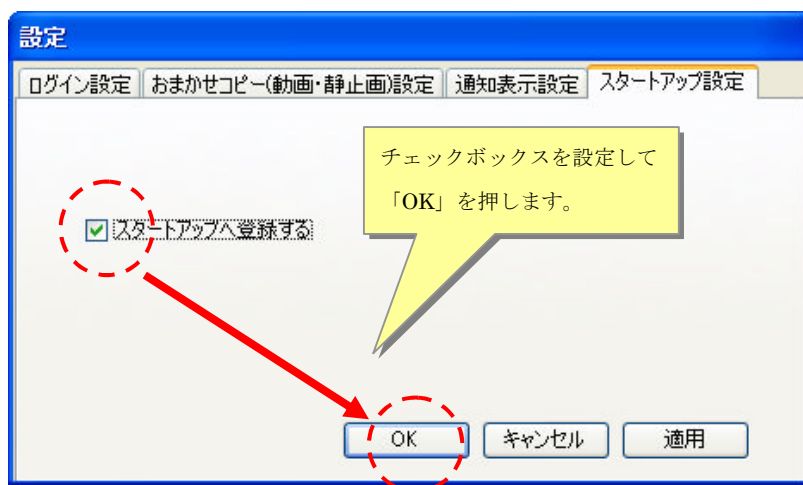 設定
ログイン設定 おまかせコピー(動画・静止画)設定 通知表示設定 スタートアップ設定
チェックボックスを設定して
「OK」を押します。
スタートアップへ登録する
OK キャンセル 適用